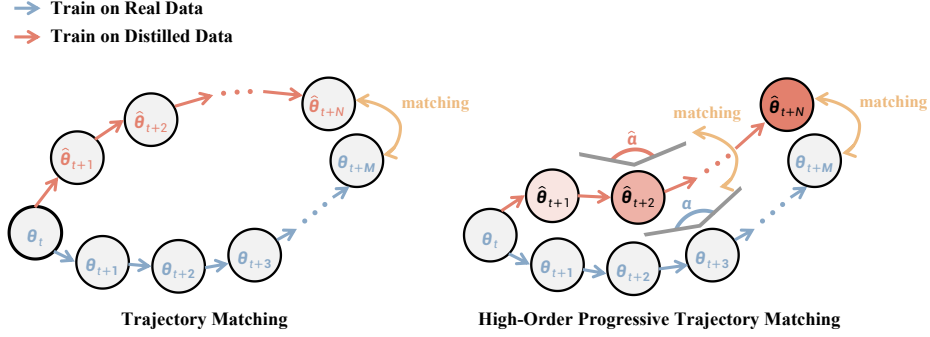 Train on Real Data
Train on Distilled Data
θ̂ₜ₊₁
θ̂ₜ₊₂
θ̂ₜ₊N
matching
θₜ₊M
θₜ
θₜ₊₁
θₜ₊₂
θₜ₊₃
Trajectory Matching
θ̂ₜ₊N
matching
matching
α̂
θₜ₊M
θ̂ₜ₊₁
θ̂ₜ₊₂
α
θₜ
θₜ₊₁
θₜ₊₂
θₜ₊₃
High-Order Progressive Trajectory Matching